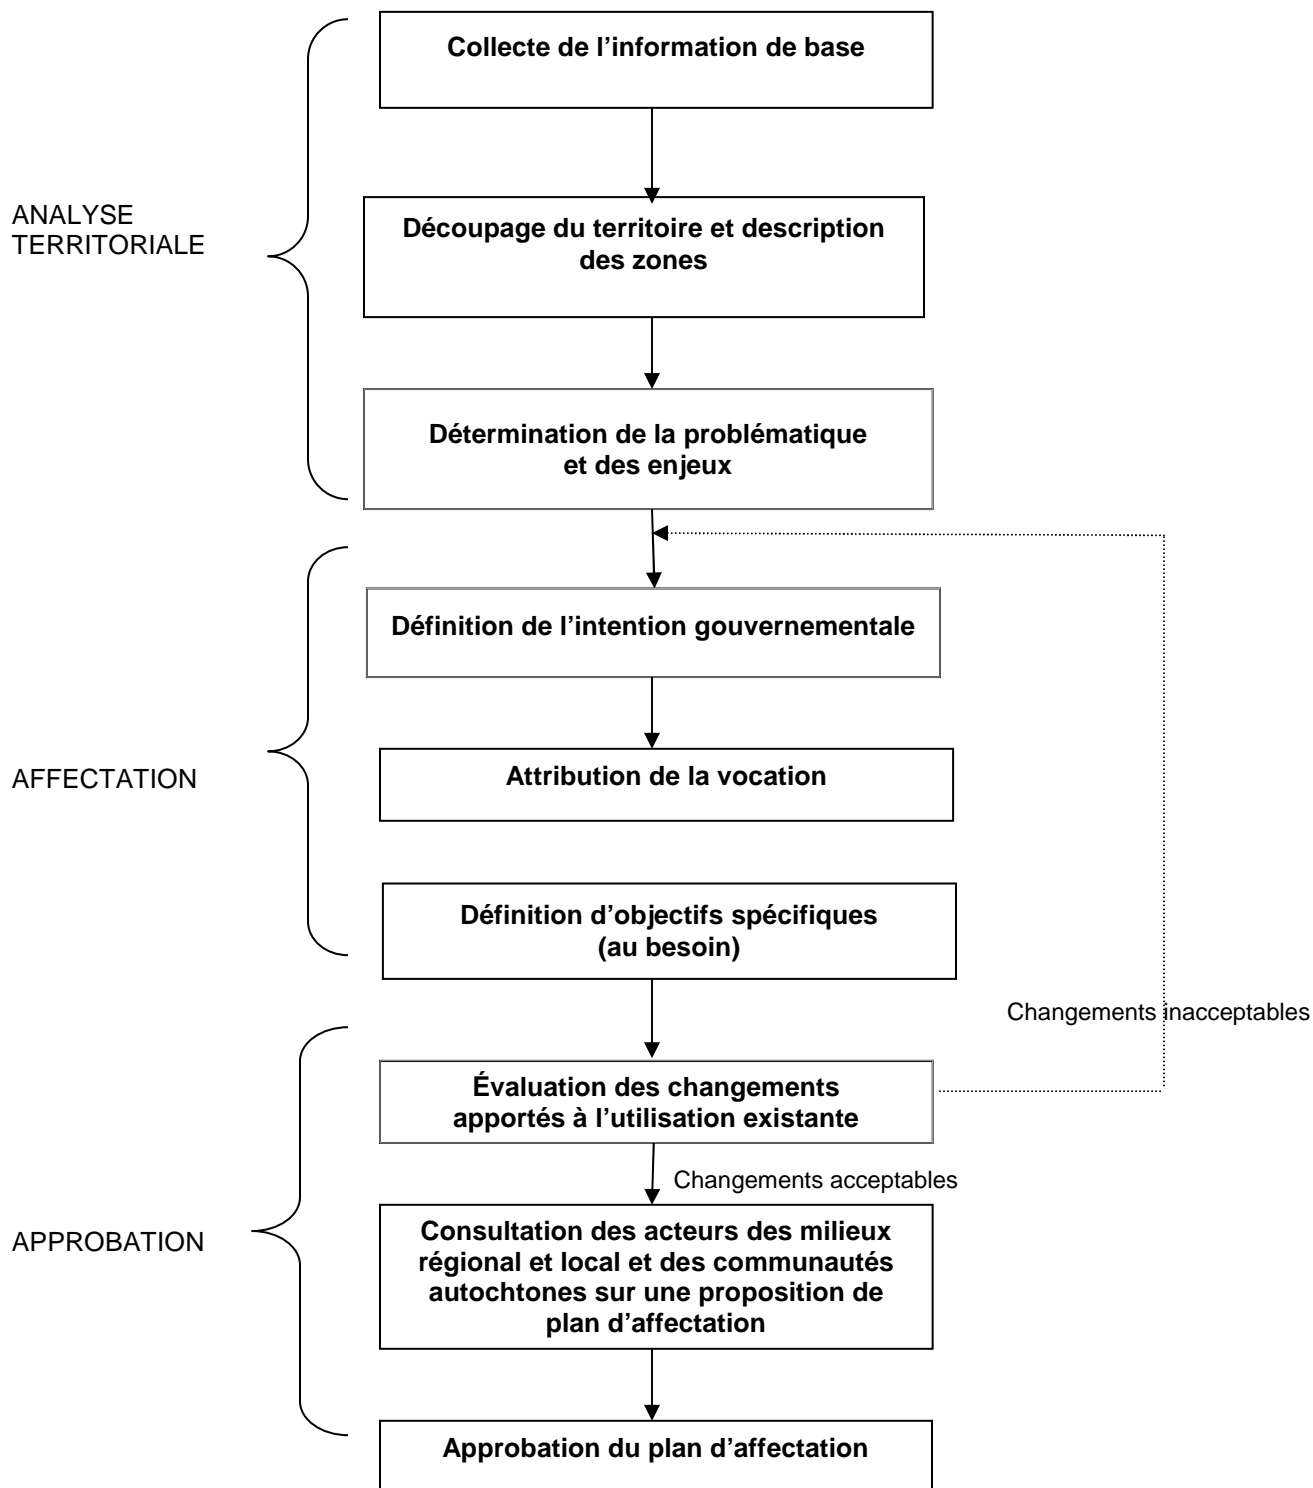 Collecte de l’information de base
ANALYSE
TERRITORIALE
Découpage du territoire et description
des zones
Détermination de la problématique
et des enjeux
Définition de l’intention gouvernementale
AFFECTATION
Attribution de la vocation
Définition d’objectifs spécifiques
(au besoin)
Changements inacceptables
Évaluation des changements
apportés à l’utilisation existante
Changements acceptables
APPROBATION
Consultation des acteurs des milieux
régional et local et des communautés
autochtones sur une proposition de
plan d’affectation
Approbation du plan d’affectation